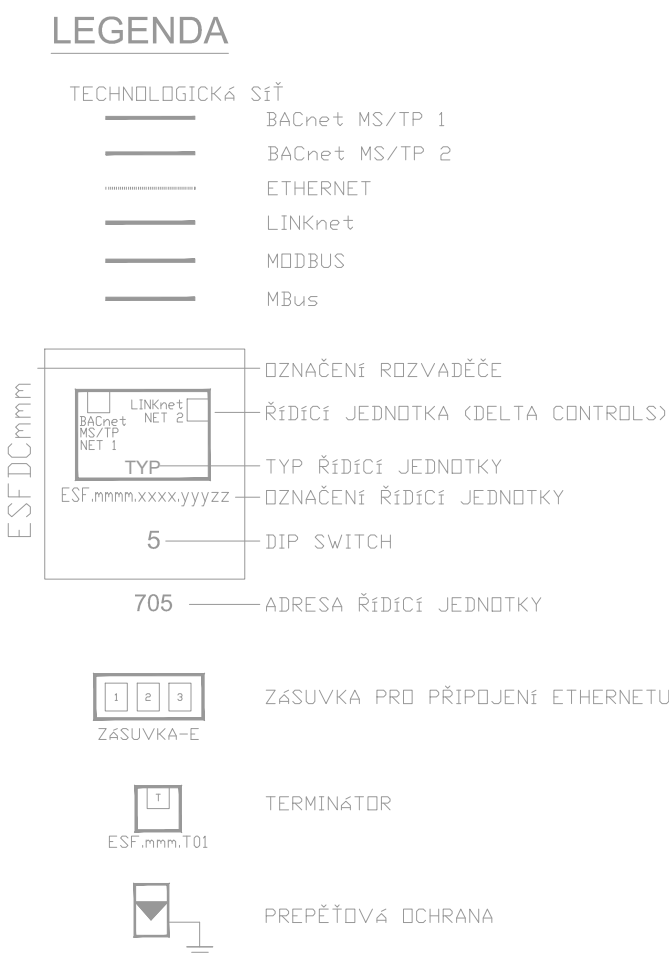 LEGENDA
TECHNOLOGICKá SíŤ
BACnet MS/TP 1
BACnet MS/TP 2
ETHERNET
LINKnet
MODBUS
MBus
ESF DCmmm
OZNAČENí ROZVADĚČE
BACnet
MS/TP
NET 1
LINKnet
NET 2
ŘíDíCí JEDNOTKA (DELTA CONTROLS)
TYP
TYP ŘíDíCí JEDNOTKY
ESF.mmmm.xxxx.yyyzz
OZNAČENí ŘíDíCí JEDNOTKY
5
DIP SWITCH
705
ADRESA ŘíDíCí JEDNOTKY
1 2 3
ZáSUVKA-E
ZáSUVKA PRO PŘIPOJENí ETHERNETU
T
ESF.mmm.T01
TERMINáTOR
PREPĚŤOVá OCHRANA